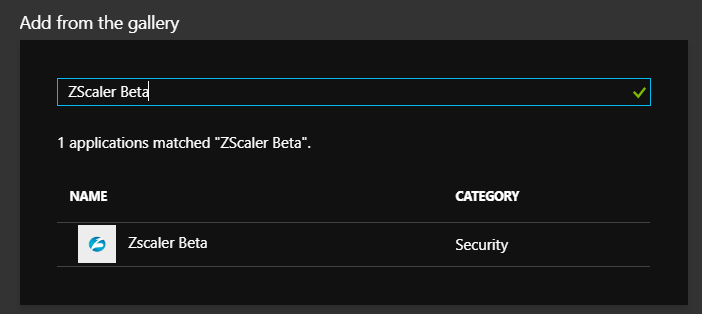 Add from the gallery
ZScaler Beta
1 applications matched "ZScaler Beta".
NAME CATEGORY
Zscaler Beta Security